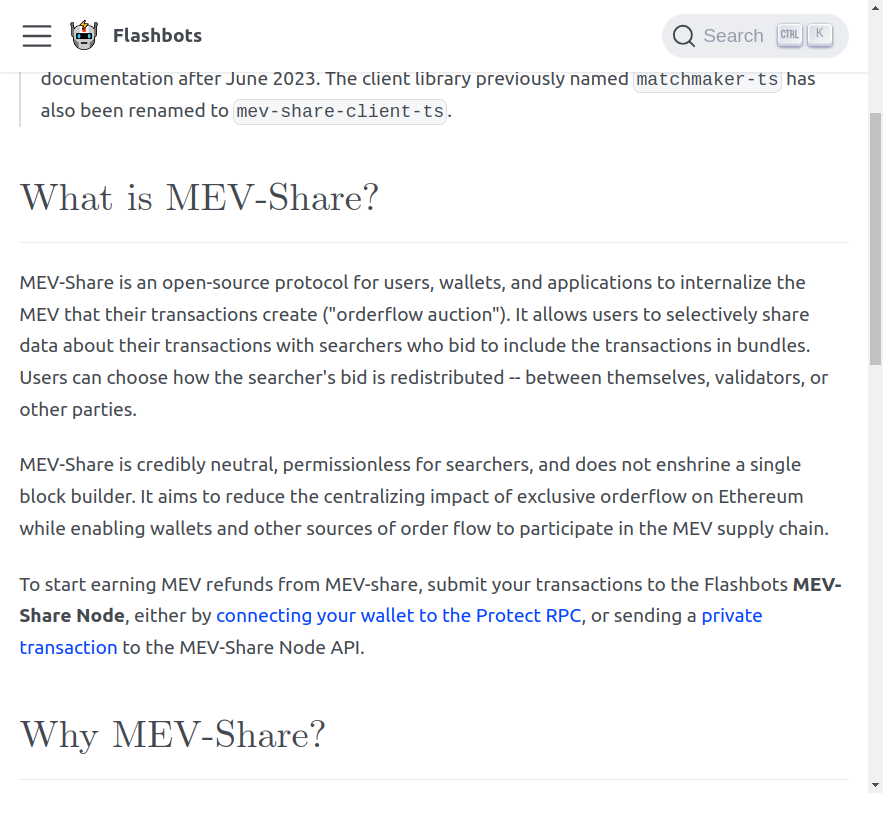 Flashbots
Search CTRL K
documentation after June 2023. The client library previously named matchmaker-ts has
also been renamed to mev-share-client-ts.
What is MEV-Share?
MEV-Share is an open-source protocol for users, wallets, and applications to internalize the
MEV that their transactions create ("orderflow auction"). It allows users to selectively share
data about their transactions with searchers who bid to include the transactions in bundles.
Users can choose how the searcher's bid is redistributed -- between themselves, validators, or
other parties.
MEV-Share is credibly neutral, permissionless for searchers, and does not enshrine a single
block builder. It aims to reduce the centralizing impact of exclusive orderflow on Ethereum
while enabling wallets and other sources of order flow to participate in the MEV supply chain.
To start earning MEV refunds from MEV-share, submit your transactions to the Flashbots MEV-
Share Node, either by connecting your wallet to the Protect RPC, or sending a private
transaction to the MEV-Share Node API.
Why MEV-Share?